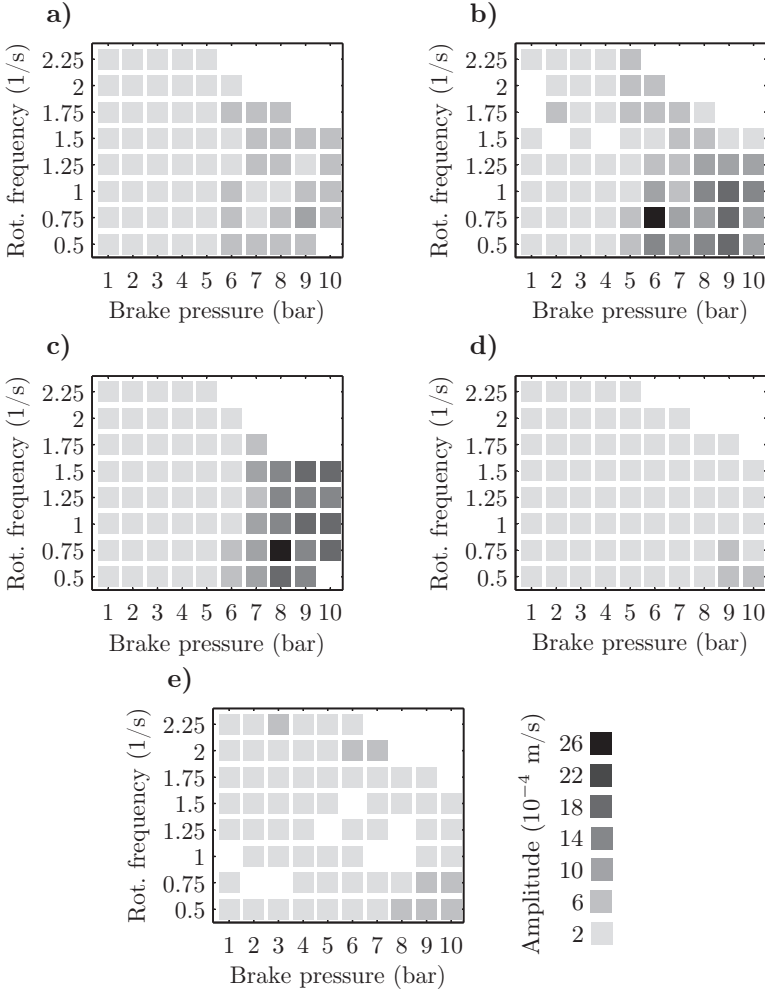 a)
Rot. frequency (1/s)
2.25
2
1.75
1.5
1.25
1
0.75
0.5
1 2 3 4 5 6 7 8 9 10
Brake pressure (bar)
b)
Rot. frequency (1/s)
2.25
2
1.75
1.5
1.25
1
0.75
0.5
1 2 3 4 5 6 7 8 9 10
Brake pressure (bar)
c)
Rot. frequency (1/s)
2.25
2
1.75
1.5
1.25
1
0.75
0.5
1 2 3 4 5 6 7 8 9 10
Brake pressure (bar)
d)
Rot. frequency (1/s)
2.25
2
1.75
1.5
1.25
1
0.75
0.5
1 2 3 4 5 6 7 8 9 10
Brake pressure (bar)
e)
Rot. frequency (1/s)
2.25
2
1.75
1.5
1.25
1
0.75
0.5
1 2 3 4 5 6 7 8 9 10
Brake pressure (bar)
Amplitude (10⁻⁴ m/s)
26
22
18
14
10
6
2